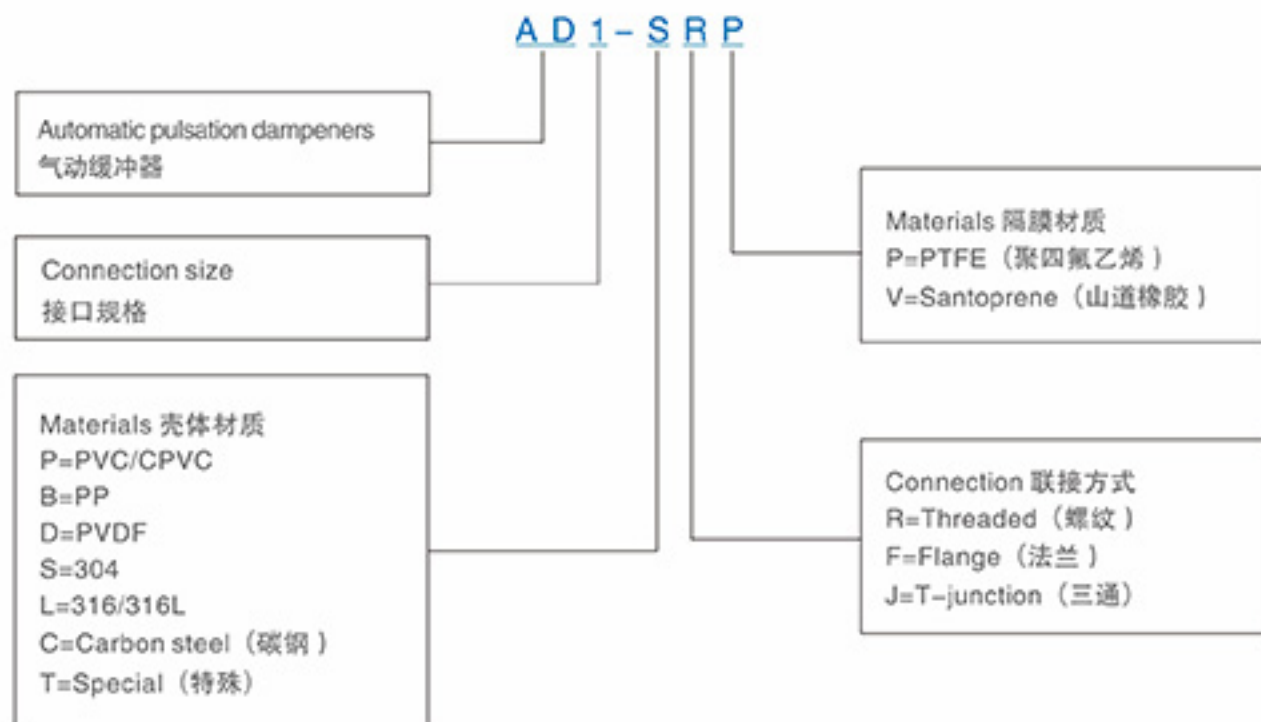 AD1-SRP
Automatic pulsation dampeners
气动缓冲器
Connection size
接口规格
Materials 壳体材质
P=PVC/CPVC
B=PP
D=PVDF
S=304
L=316/316L
C=Carbon steel（碳钢）
T=Special（特殊）
Materials 隔膜材质
P=PTFE（聚四氟乙烯）
V=Santoprene（山道橡胶）
Connection 联接方式
R=Threaded（螺纹）
F=Flange（法兰）
J=T-junction（三通）